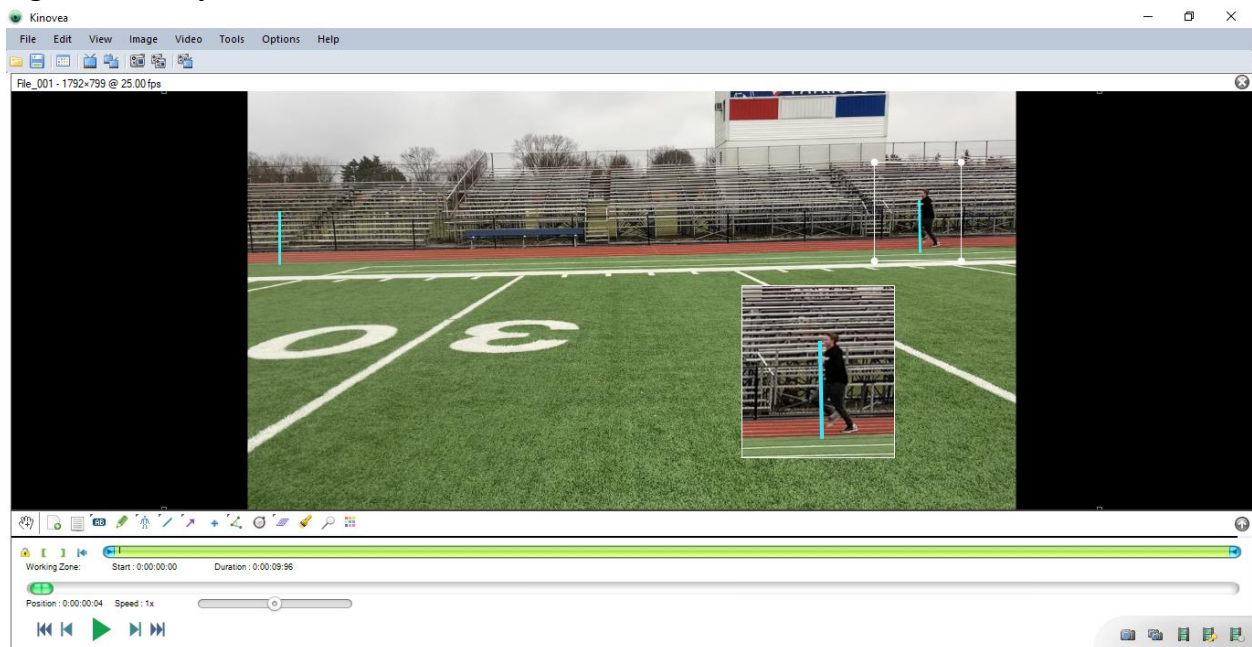 Kinovea
File Edit View Image Video Tools Options Help
File_001 - 1792×799 @ 25.00 fps
30
Working Zone: Start : 0:00:00:00 Duration : 0:00:09:96
Position : 0:00:00:04 Speed : 1x